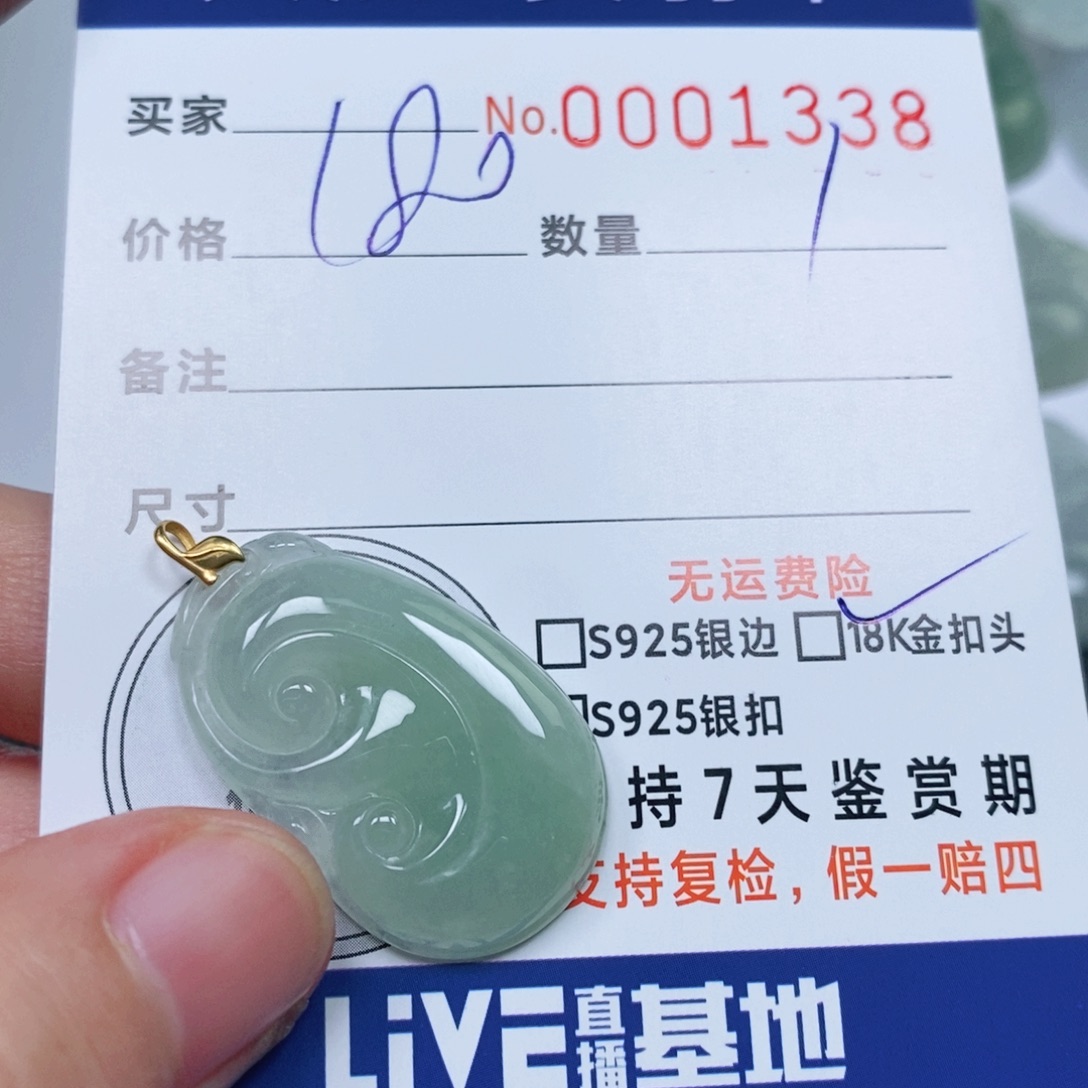 买家 No.0001338
价格 180 数量 1
备注
尺寸
无运费险
S925银边 18K金扣头
S925银扣
持7天鉴赏期
支持复检，假一赔四
LiVE直播基地